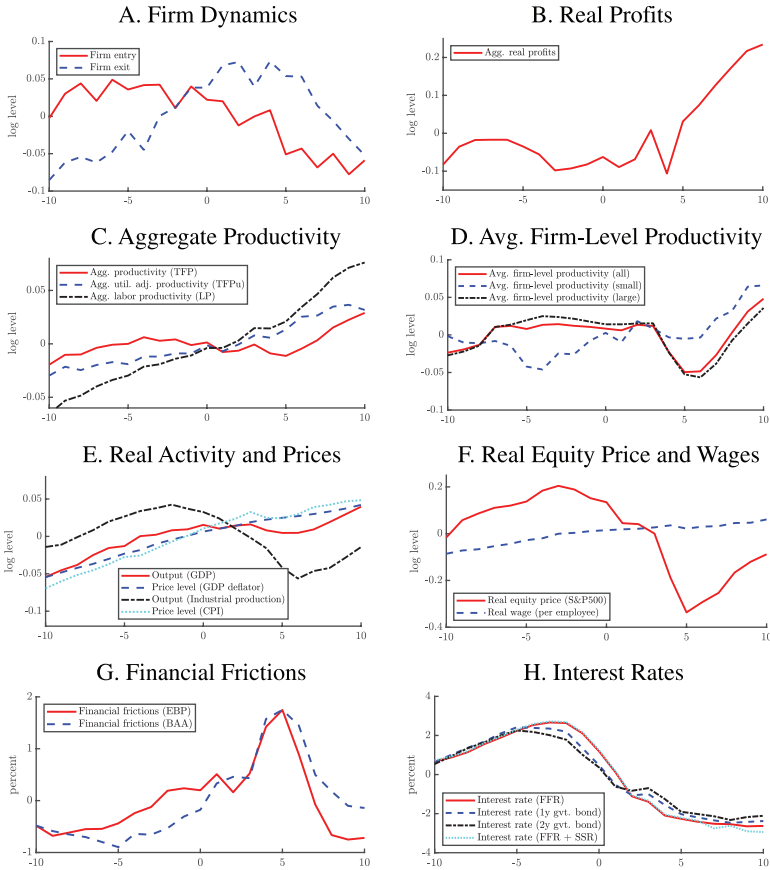 A. Firm Dynamics
0.1
0.05
0
-0.05
-0.1
log level
Firm entry
Firm exit
-10 -5 0 5 10
B. Real Profits
0.2
0.1
0
-0.1
log level
Agg. real profits
-10 -5 0 5 10
C. Aggregate Productivity
0.05
0
-0.05
log level
Agg. productivity (TFP)
Agg. util. adj. productivity (TFPu)
Agg. labor productivity (LP)
-10 -5 0 5 10
D. Avg. Firm-Level Productivity
0.1
0.05
0
-0.05
-0.1
log level
Avg. firm-level productivity (all)
Avg. firm-level productivity (small)
Avg. firm-level productivity (large)
-10 -5 0 5 10
E. Real Activity and Prices
0.05
0
-0.05
-0.1
log level
Output (GDP)
Price level (GDP deflator)
Output (Industrial production)
Price level (CPI)
-10 -5 0 5 10
F. Real Equity Price and Wages
0.2
0
-0.2
-0.4
log level
Real equity price (S&P500)
Real wage (per employee)
-10 -5 0 5 10
G. Financial Frictions
2
1
0
-1
percent
Financial frictions (EBP)
Financial frictions (BAA)
-10 -5 0 5 10
H. Interest Rates
4
2
0
-2
-4
percent
Interest rate (FFR)
Interest rate (1y gvt. bond)
Interest rate (2y gvt. bond)
Interest rate (FFR + SSR)
-10 -5 0 5 10